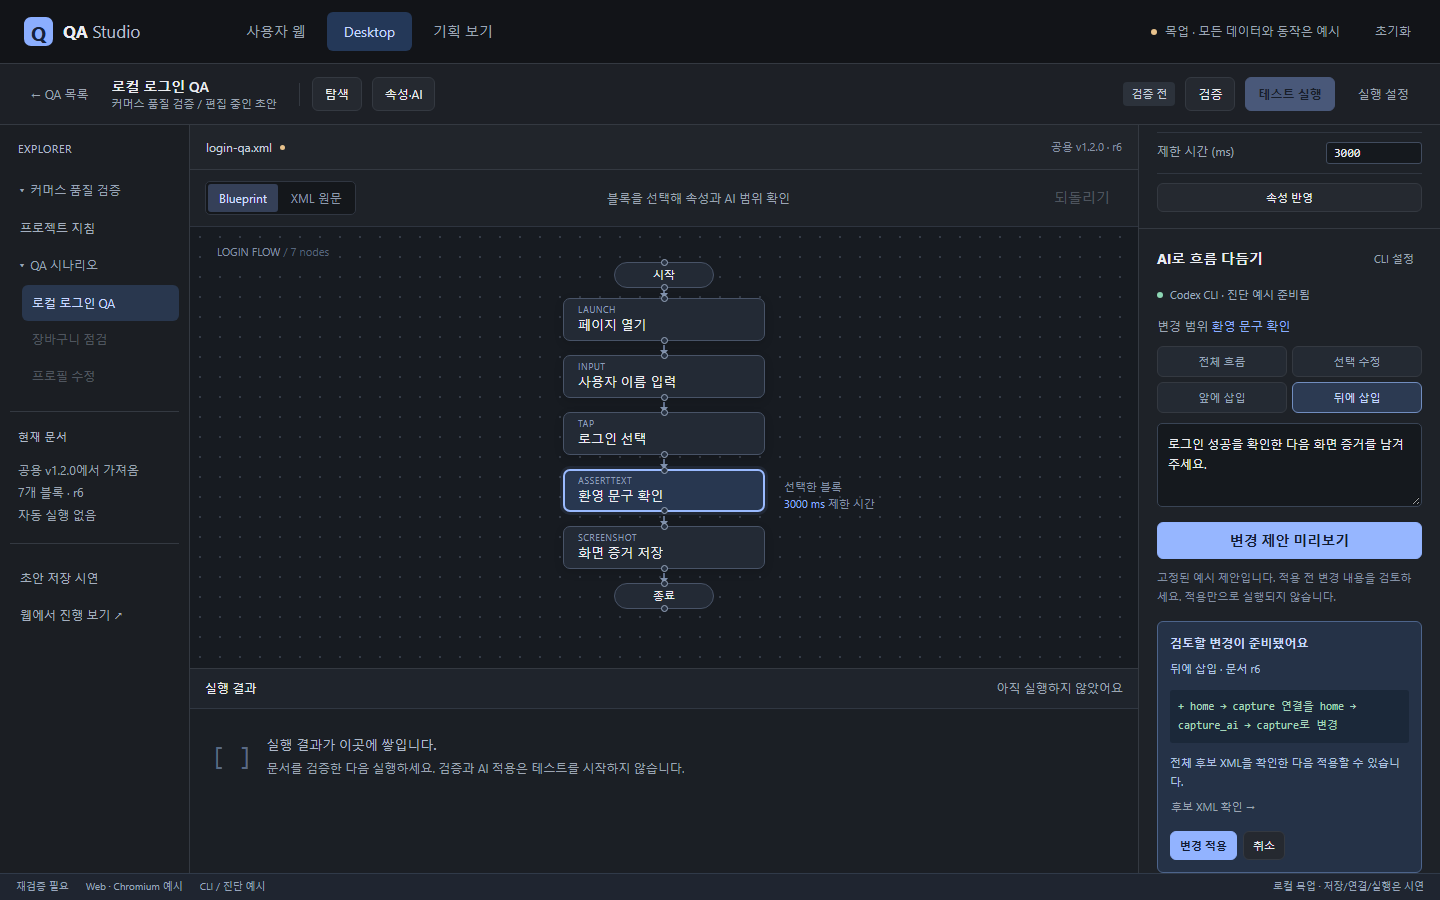 Q QA Studio
사용자 웹
Desktop
기획 보기
목업 · 모든 데이터와 동작은 예시
초기화
← QA 목록
로컬 로그인 QA
커머스 품질 검증 / 편집 중인 초안
탐색
속성·AI
검증 전
검증
테스트 실행
실행 설정
EXPLORER
커머스 품질 검증
프로젝트 지침
QA 시나리오
로컬 로그인 QA
장바구니 점검
프로필 수정
현재 문서
공용 v1.2.0에서 가져옴
7개 블록 · r6
자동 실행 없음
초안 저장 시연
웹에서 진행 보기 ↗
login-qa.xml
공용 v1.2.0 · r6
Blueprint
XML 원문
블록을 선택해 속성과 AI 범위 확인
되돌리기
LOGIN FLOW / 7 nodes
시작
LAUNCH
페이지 열기
INPUT
사용자 이름 입력
TAP
로그인 선택
ASSERTTEXT
환영 문구 확인
선택한 블록
3000 ms 제한 시간
SCREENSHOT
화면 증거 저장
종료
실행 결과
아직 실행하지 않았어요
[ ]
실행 결과가 이곳에 쌓입니다.
문서를 검증한 다음 실행하세요. 검증과 AI 적용은 테스트를 시작하지 않습니다.
제한 시간 (ms)
3000
속성 반영
AI로 흐름 다듬기
CLI 설정
Codex CLI · 진단 예시 준비됨
변경 범위 환영 문구 확인
전체 흐름
선택 수정
앞에 삽입
뒤에 삽입
로그인 성공을 확인한 다음 화면 증거를 남겨
주세요.
변경 제안 미리보기
고정된 예시 제안입니다. 적용 전 변경 내용을 검토하
세요. 적용만으로 실행되지 않습니다.
검토할 변경이 준비됐어요
뒤에 삽입 · 문서 r6
+ home → capture 연결을 home →
capture_ai → capture로 변경
전체 후보 XML을 확인한 다음 적용할 수 있습니
다.
후보 XML 확인 →
변경 적용
취소
재검증 필요
Web · Chromium 예시
CLI / 진단 예시
로컬 목업 · 저장/연결/실행은 시연